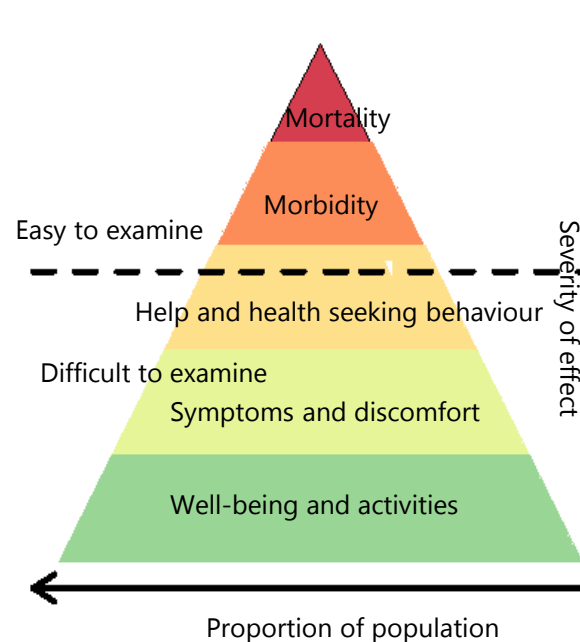 Mortality
Morbidity
Easy to examine
Severity of effect
Help and health seeking behaviour
Difficult to examine
Symptoms and discomfort
Well-being and activities
Proportion of population